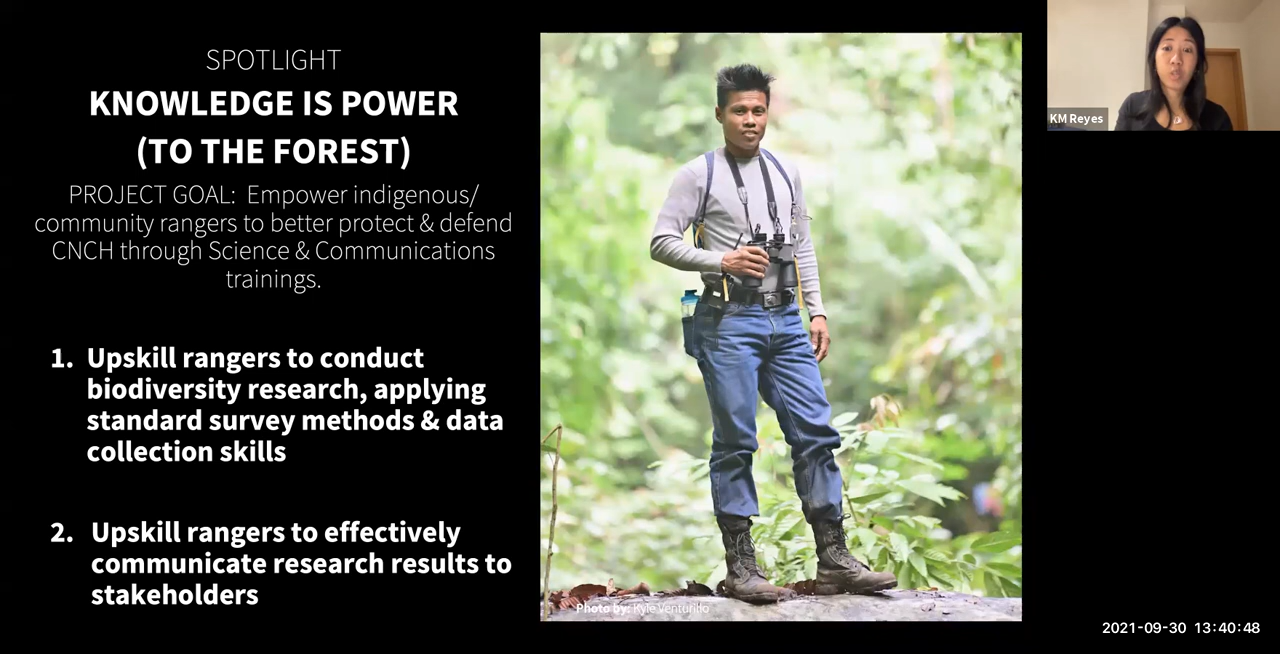 SPOTLIGHT
KNOWLEDGE IS POWER
(TO THE FOREST)
PROJECT GOAL:  Empower indigenous/
community rangers to better protect & defend
CNCH through Science & Communications
trainings.
1. Upskill rangers to conduct
biodiversity research, applying
standard survey methods & data
collection skills
2. Upskill rangers to effectively
communicate research results to
stakeholders
Photo by: Kyle Venturillo
KM Reyes
2021-09-30 13:40:48